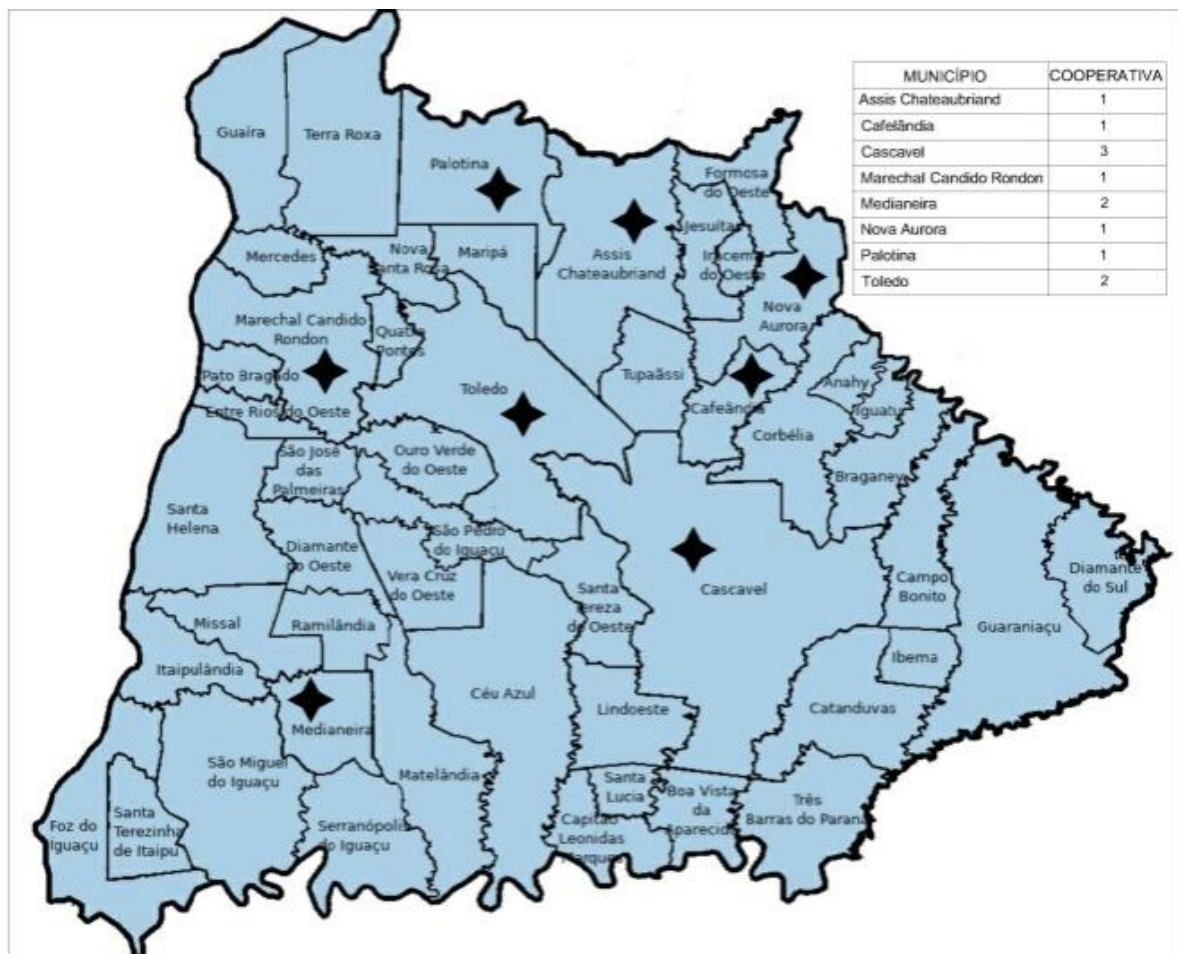 MUNICÍPIO COOPERATIVA
Assis Chateaubriand 1
Cafelândia 1
Cascavel 3
Marechal Candido Rondon 1
Medianeira 2
Nova Aurora 1
Palotina 1
Toledo 2
Guaíra
Terra Roxa
Palotina
Formosa
do Oeste
Jesuítas
Iracema
do Oeste
Assis
Chateaubriand
Nova
Aurora
Mercedes
Nova
Santa Rosa
Maripá
Marechal Candido
Rondon
Quatro
Pontes
Pato Bragado
Entre Rios do Oeste
Toledo
Tupãssi
Cafelândia
Corbélia
Anahy
Iguatu
Braganey
Ouro Verde
do Oeste
São José
das
Palmeiras
Santa
Helena
Diamante
do Oeste
São Pedro
do Iguaçu
Vera Cruz
do Oeste
Santa
Tereza
do Oeste
Cascavel
Campo
Bonito
Diamante
do Sul
Guaraniaçu
Ibema
Catanduvas
Missal
Ramilândia
Itaipulândia
Medianeira
Céu Azul
Lindoeste
São Miguel
do Iguaçu
Matelândia
Santa
Lucia
Boa Vista
da
Aparecida
Três
Barras do Paraná
Capitão
Leonidas
Marques
Foz do
Iguaçu
Santa
Terezinha
de Itaipú
Serranópolis
do Iguaçu